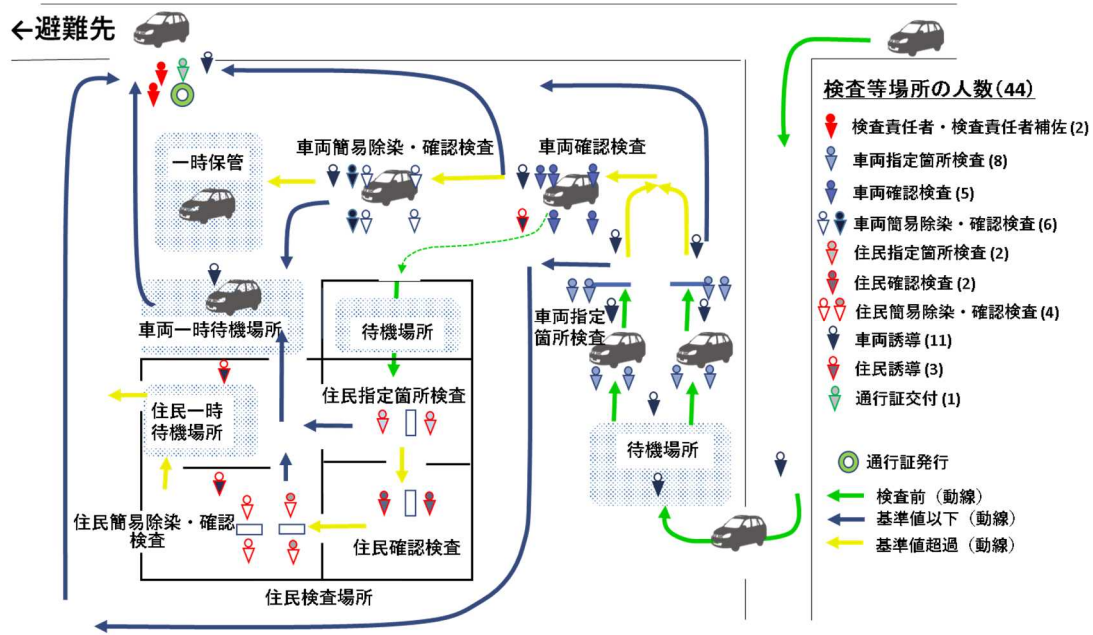 ←避難先
検査等場所の人数(44)
検査責任者・検査責任者補佐(2)
車両指定箇所検査(8)
車両確認検査(5)
車両簡易除染・確認検査(6)
住民指定箇所検査(2)
住民確認検査(2)
住民簡易除染・確認検査(4)
車両誘導(11)
住民誘導(3)
通行証交付(1)
通行証発行
検査前（動線）
基準値以下（動線）
基準値超過（動線）
一時保管
車両簡易除染・確認検査
車両確認検査
車両一時待機場所
待機場所
車両指定
箇所検査
住民指定箇所検査
住民一時
待機場所
待機場所
住民簡易除染・確認
検査
住民確認検査
住民検査場所